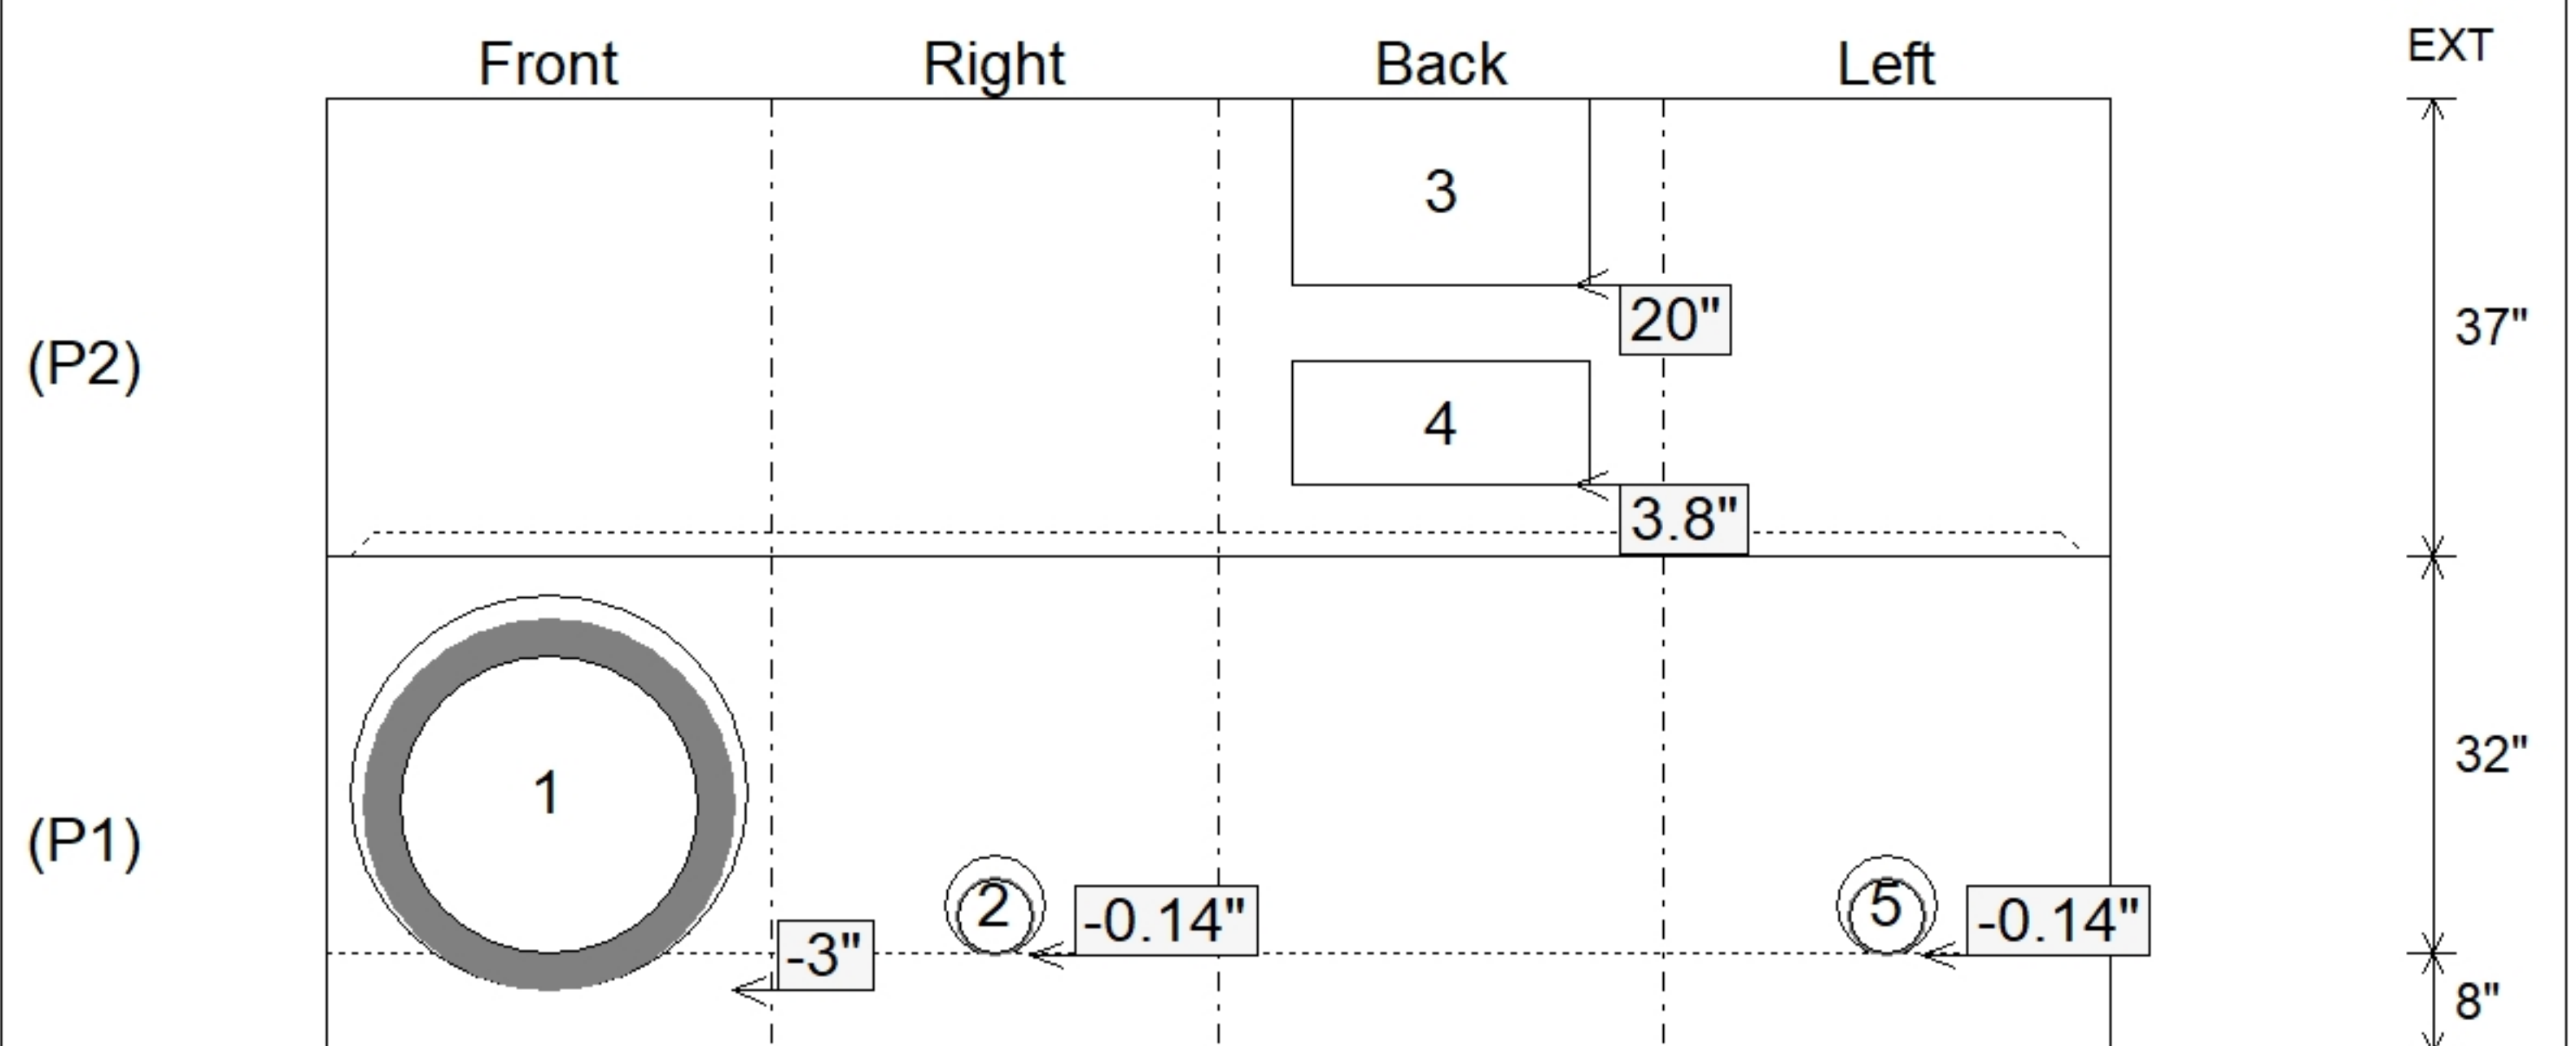 Front Right Back Left EXT
3
20"
37"
(P2)
4
3.8"
32"
1
(P1)
2 -0.14" 5 -0.14"
-3"
8"